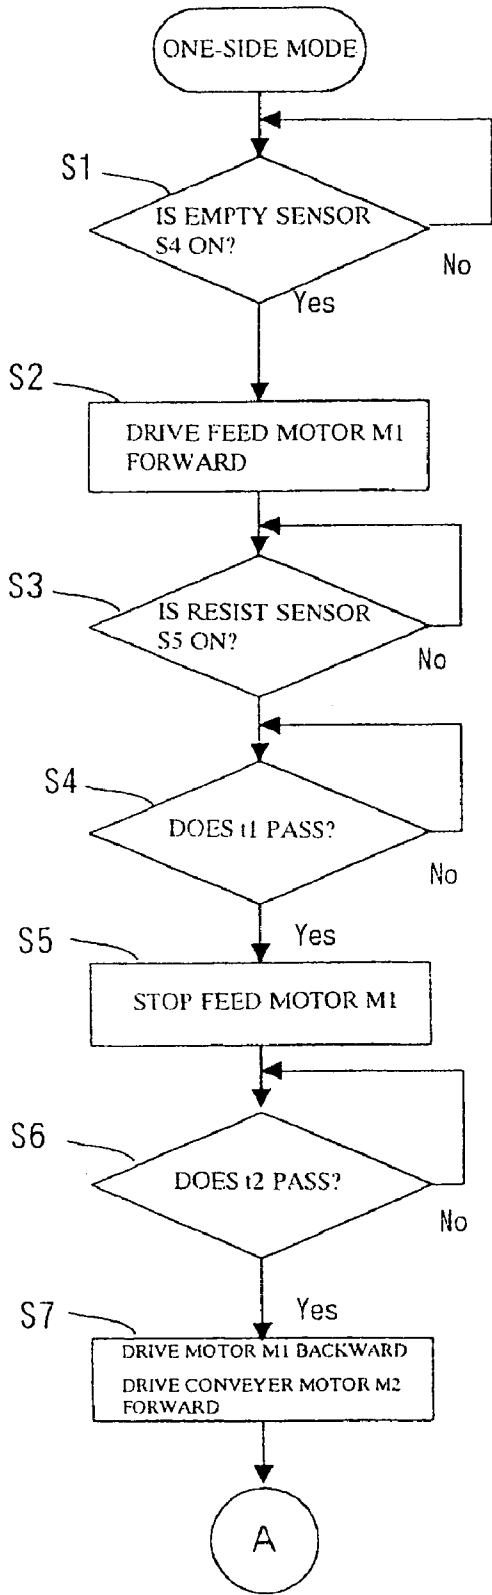 ONE-SIDE MODE
S1
IS EMPTY SENSOR
S4 ON?
No
Yes
S2
DRIVE FEED MOTOR M1
FORWARD
S3
IS RESIST SENSOR
S5 ON?
No
S4
DOES t1 PASS?
No
Yes
S5
STOP FEED MOTOR M1
S6
DOES t2 PASS?
No
Yes
S7
DRIVE MOTOR M1 BACKWARD
DRIVE CONVEYER MOTOR M2
FORWARD
A